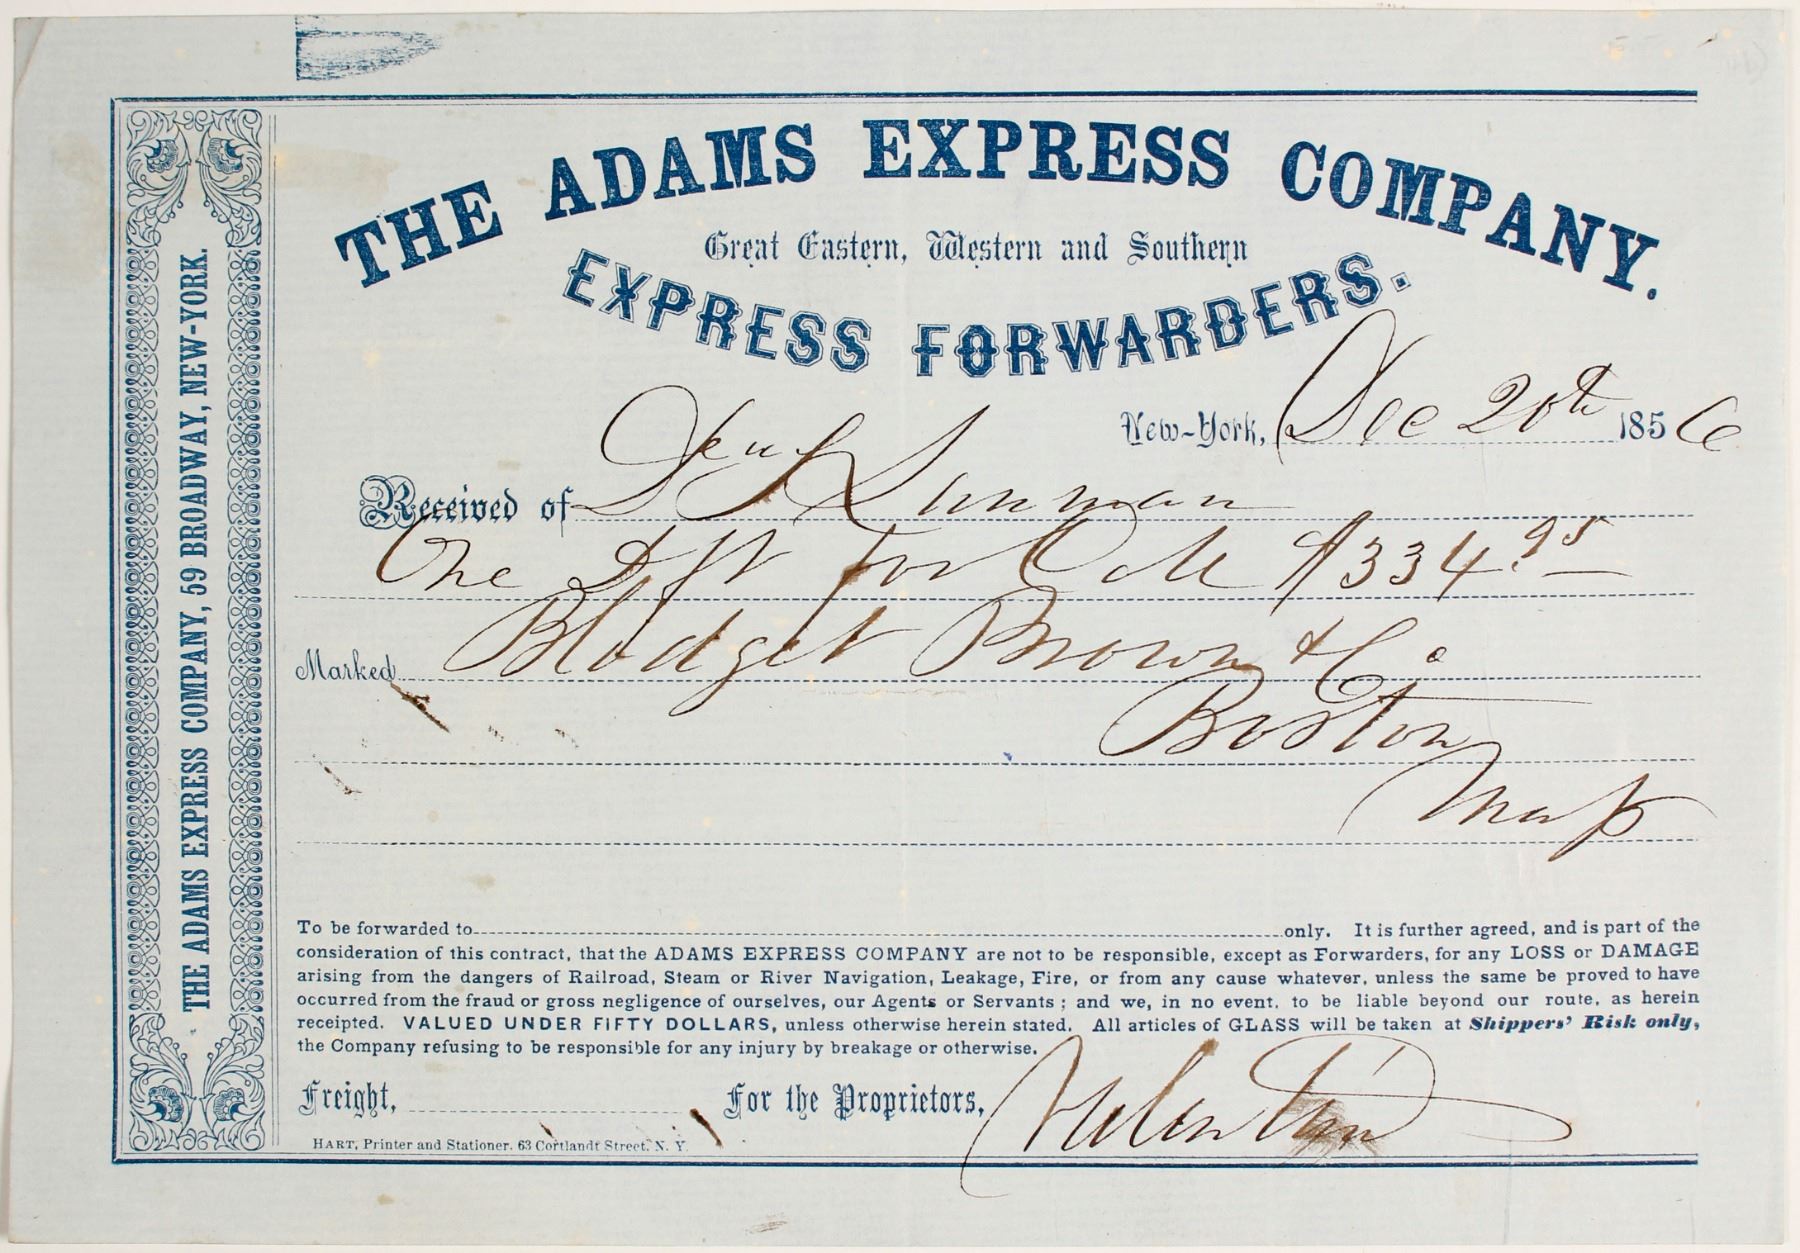 THE ADAMS EXPRESS COMPANY.
Great Eastern, Western and Southern
EXPRESS FORWARDERS.
New-York, Dec 20th 1856
Received of
One Dft for Coll $334.95
Marked Blodget Brown & Co
Boston
Mass
To be forwarded to only. It is further agreed, and is part of the
consideration of this contract, that the ADAMS EXPRESS COMPANY are not to be responsible, except as Forwarders, for any LOSS or DAMAGE
arising from the dangers of Railroad, Steam or River Navigation, Leakage, Fire, or from any cause whatever, unless the same be proved to have
occurred from the fraud or gross negligence of ourselves, our Agents or Servants; and we, in no event, to be liable beyond our route, as herein
receipted. VALUED UNDER FIFTY DOLLARS, unless otherwise herein stated. All articles of GLASS will be taken at Shippers' Risk only,
the Company refusing to be responsible for any injury by breakage or otherwise.
Freight, For the Proprietors, Valentine
HART, Printer and Stationer. 63 Cortlandt Street. N. Y.
THE ADAMS EXPRESS COMPANY, 59 BROADWAY, NEW-YORK.